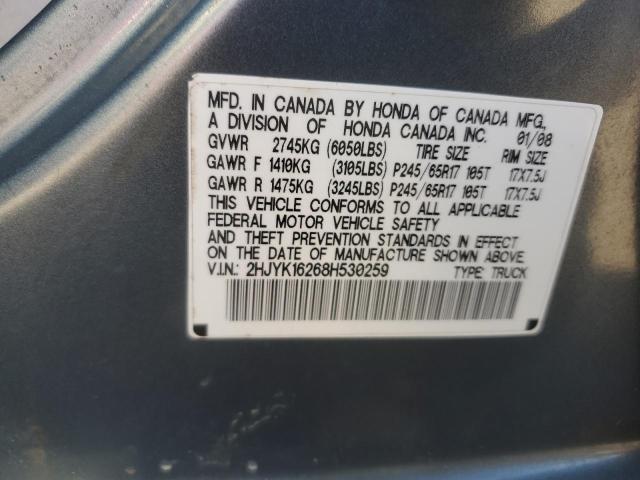 MFD. IN CANADA BY HONDA OF CANADA MFG.,
A DIVISION OF HONDA CANADA INC. 01/08
GVWR 2745KG (6050LBS) TIRE SIZE RIM SIZE
GAWR F 1410KG (3105LBS) P245/65R17 105T 17X7.5J
GAWR R 1475KG (3245LBS) P245/65R17 105T 17X7.5J
THIS VEHICLE CONFORMS TO ALL APPLICABLE
FEDERAL MOTOR VEHICLE SAFETY
AND THEFT PREVENTION STANDARDS IN EFFECT
ON THE DATE OF MANUFACTURE SHOWN ABOVE.
V.I.N.: 2HJYK16268H530259 TYPE: TRUCK